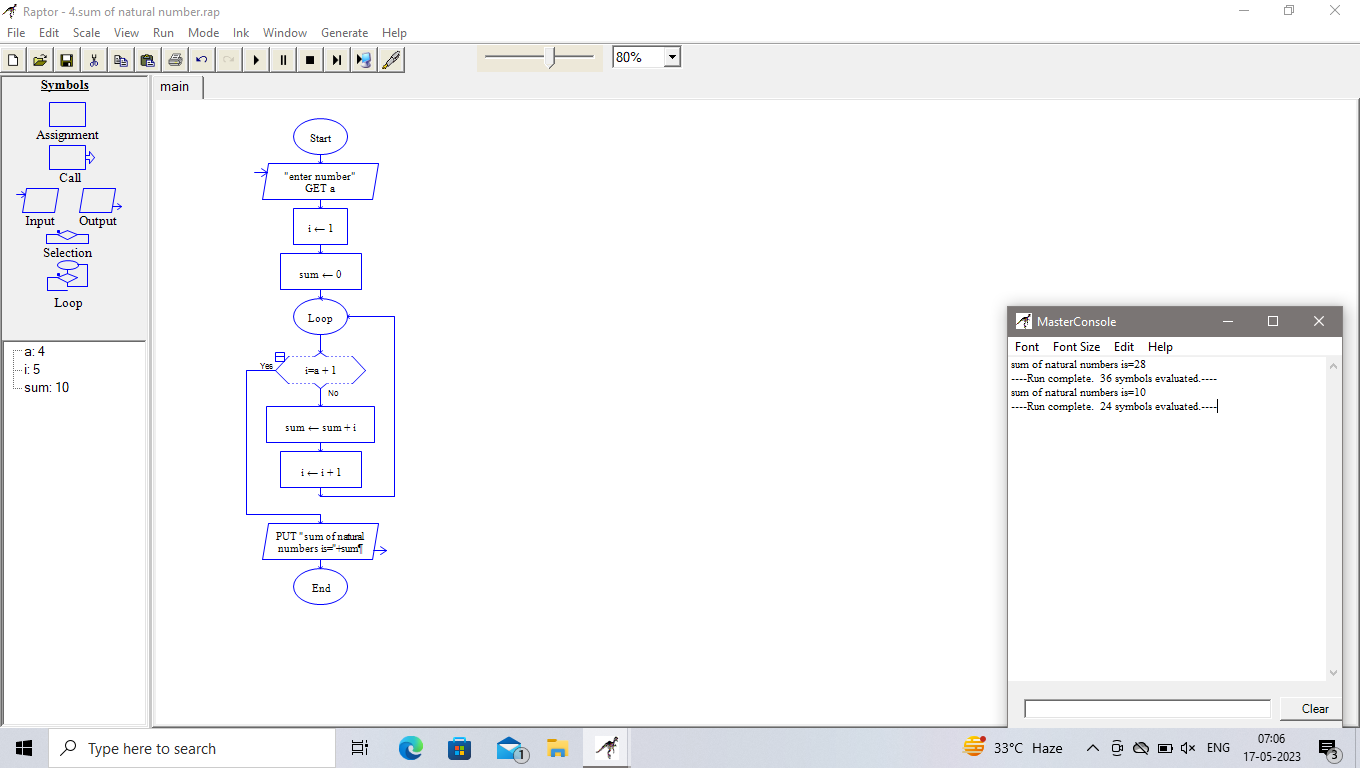 Raptor - 4.sum of natural number.rap
File Edit Scale View Run Mode Ink Window Generate Help
80%
Symbols
Assignment
Call
Input Output
Selection
Loop
a: 4
i: 5
sum: 10
main
Start
"enter number"
GET a
i ← 1
sum ← 0
Loop
Yes
i=a + 1
No
sum ← sum + i
i ← i + 1
PUT "sum of natural
numbers is="+sum¶
End
MasterConsole
Font Font Size Edit Help
sum of natural numbers is=28
----Run complete. 36 symbols evaluated.----
sum of natural numbers is=10
----Run complete. 24 symbols evaluated.----
Clear
Type here to search
1
33°C Haze
ENG
07:06
17-05-2023
3